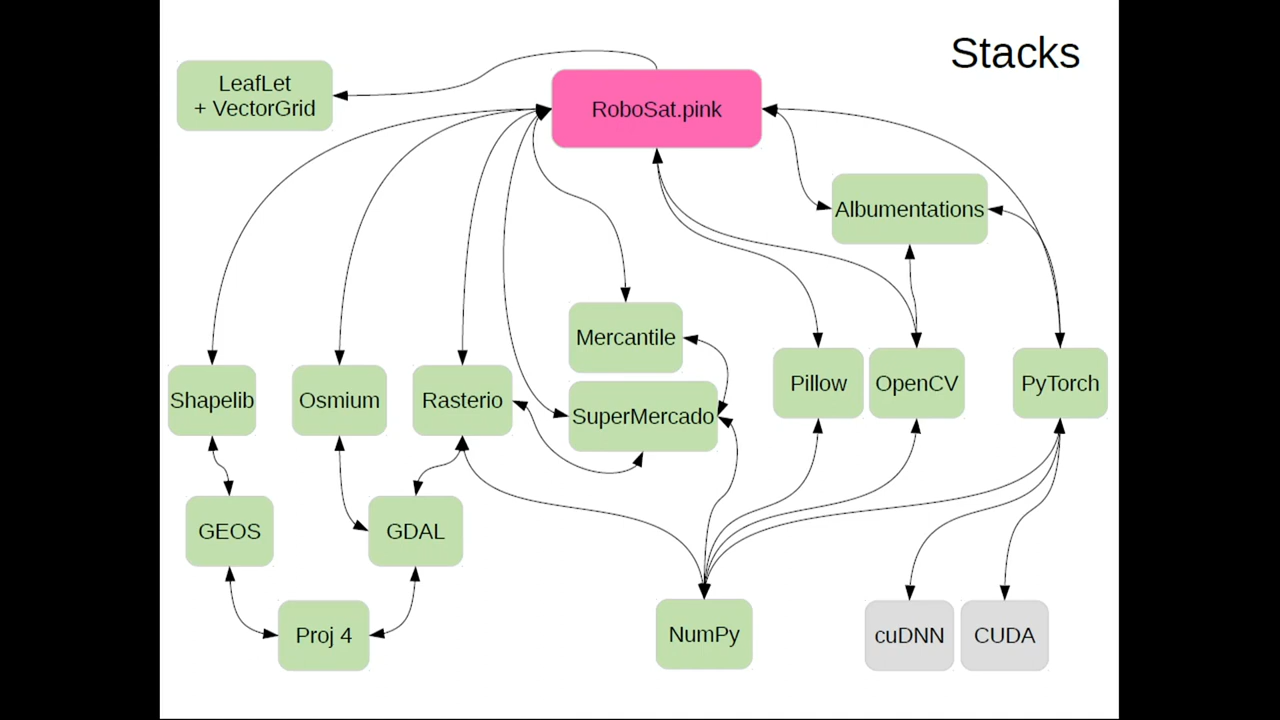 Stacks
LeafLet
+ VectorGrid
RoboSat.pink
Albumentations
Mercantile
Shapelib
Osmium
Rasterio
SuperMercado
Pillow
OpenCV
PyTorch
GEOS
GDAL
Proj 4
NumPy
cuDNN
CUDA